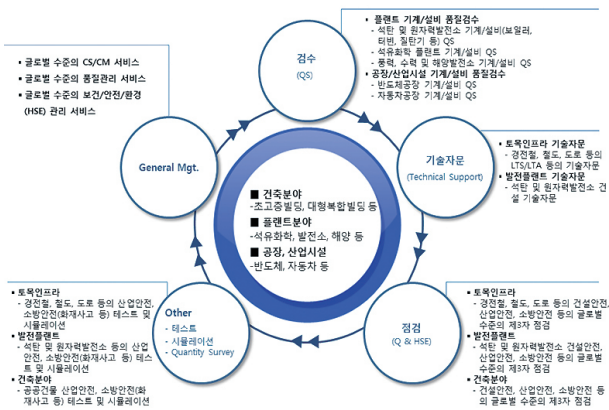 ▪ 플랜트 기계/설비 품질검수
- 석탄 및 원자력발전소 기계/설비(보일러,
터빈, 질탄기 등) QS
- 석유화학 플랜트 기계/설비 QS
- 풍력, 수력 및 해양발전소 기계/설비 QS
▪ 공장/산업시설 기계/설비 품질검수
- 반도체공장 기계/설비 QS
- 자동차공장 기계/설비 QS
▪ 글로벌 수준의 CS/CM 서비스
▪ 글로벌 수준의 품질관리 서비스
▪ 글로벌 수준의 보건/안전/환경
(HSE) 관리 서비스
검수
(QS)
General Mgt.
기술자문
(Technical Support)
▪ 토목인프라 기술자문
- 경전철, 철도, 도로 등의
LTS/LTA 등의 기술자문
▪ 발전플랜트 기술자문
- 석탄 및 원자력발전소 건
설 기술자문
■ 건축분야
-초고층빌딩, 대형복합빌딩 등
■ 플랜트분야
-석유화학, 발전소, 해양 등
■ 공장, 산업시설
-반도체, 자동차 등
▪ 토목인프라
- 경전철, 철도, 도로 등의 산업안전,
소방안전(화재사고 등) 테스트 및
시뮬레이션
▪ 발전플랜트
- 석탄 및 원자력발전소 등의 산업
안전, 소방안전(화재사고 등) 테스
트 및 시뮬레이션
▪ 건축분야
- 공공건물 산업안전, 소방안전(화
재사고 등) 테스트 및 시뮬레이션
Other
- 테스트
- 시뮬레이션
- Quantity Survey
점검
(Q & HSE)
▪ 토목인프라
- 경전철, 철도, 도로 등의 건설안전,
산업안전, 소방안전 등의 글로벌
수준의 제3자 점검
▪ 발전플랜트
- 석탄 및 원자력발전소 건설안전,
산업안전, 소방안전 등의 글로벌
수준의 제3자 점검
▪ 건축분야
- 건설안전, 산업안전, 소방안전 등
의 글로벌 수준의 제3자 점검